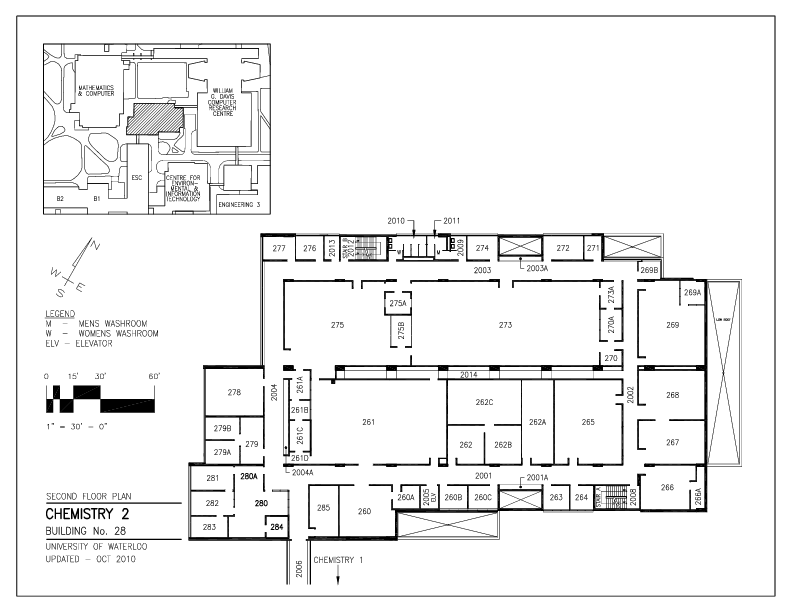 MATHEMATICS
& COMPUTER
WILLIAM
G. DAVIS
COMPUTER
RESEARCH
CENTRE
ESC
CENTRE FOR
ENVIRON-
MENTAL &
INFORMATION
TECHNOLOGY
B2
B1
ENGINEERING 3
N
W
E
S
LEGEND
M – MENS WASHROOM
W – WOMENS WASHROOM
ELV – ELEVATOR
0 15' 30' 60'
1" = 30' – 0"
2010
2011
277
276
2013
STAIR B
2012
W
M
2009
274
272
271
2003
2003A
269B
275A
273A
269A
275
275B
273
270A
269
270
2014
278
2004
261A
2002
268
262C
261B
261
262A
265
279B
261C
279
262
262B
267
279A
261D
2004A
2001
2001A
281
280A
266
266A
282
280
285
260
260A
2005
ELV
260B
260C
263
264
STAIR A
2008
283
284
2006
CHEMISTRY 1
SECOND FLOOR PLAN
CHEMISTRY 2
BUILDING No. 28
UNIVERSITY OF WATERLOO
UPDATED – OCT 2010